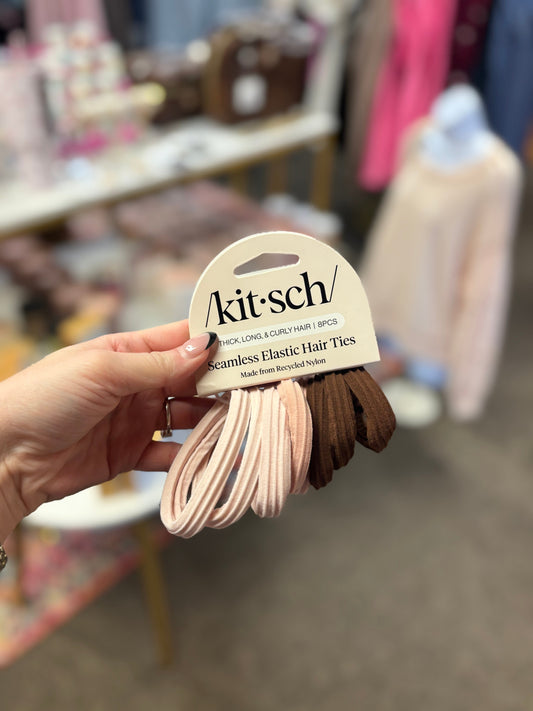 /kit·sch/
THICK, LONG, & CURLY HAIR | 8PCS
Seamless Elastic Hair Ties
Made from Recycled Nylon